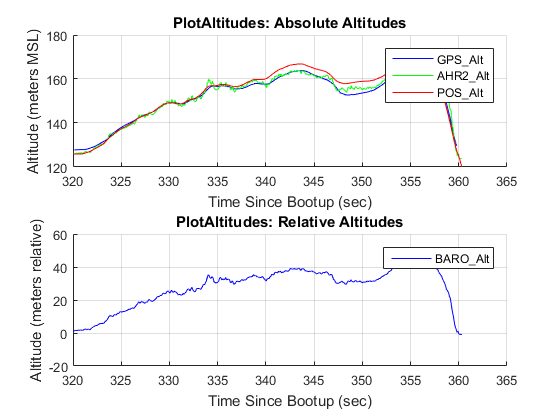 PlotAltitudes: Absolute Altitudes
180
160
140
120
Altitude (meters MSL)
GPS_Alt
AHR2_Alt
POS_Alt
320 325 330 335 340 345 350 355 360 365
Time Since Bootup (sec)
PlotAltitudes: Relative Altitudes
60
40
20
0
-20
Altitude (meters relative)
BARO_Alt
320 325 330 335 340 345 350 355 360 365
Time Since Bootup (sec)